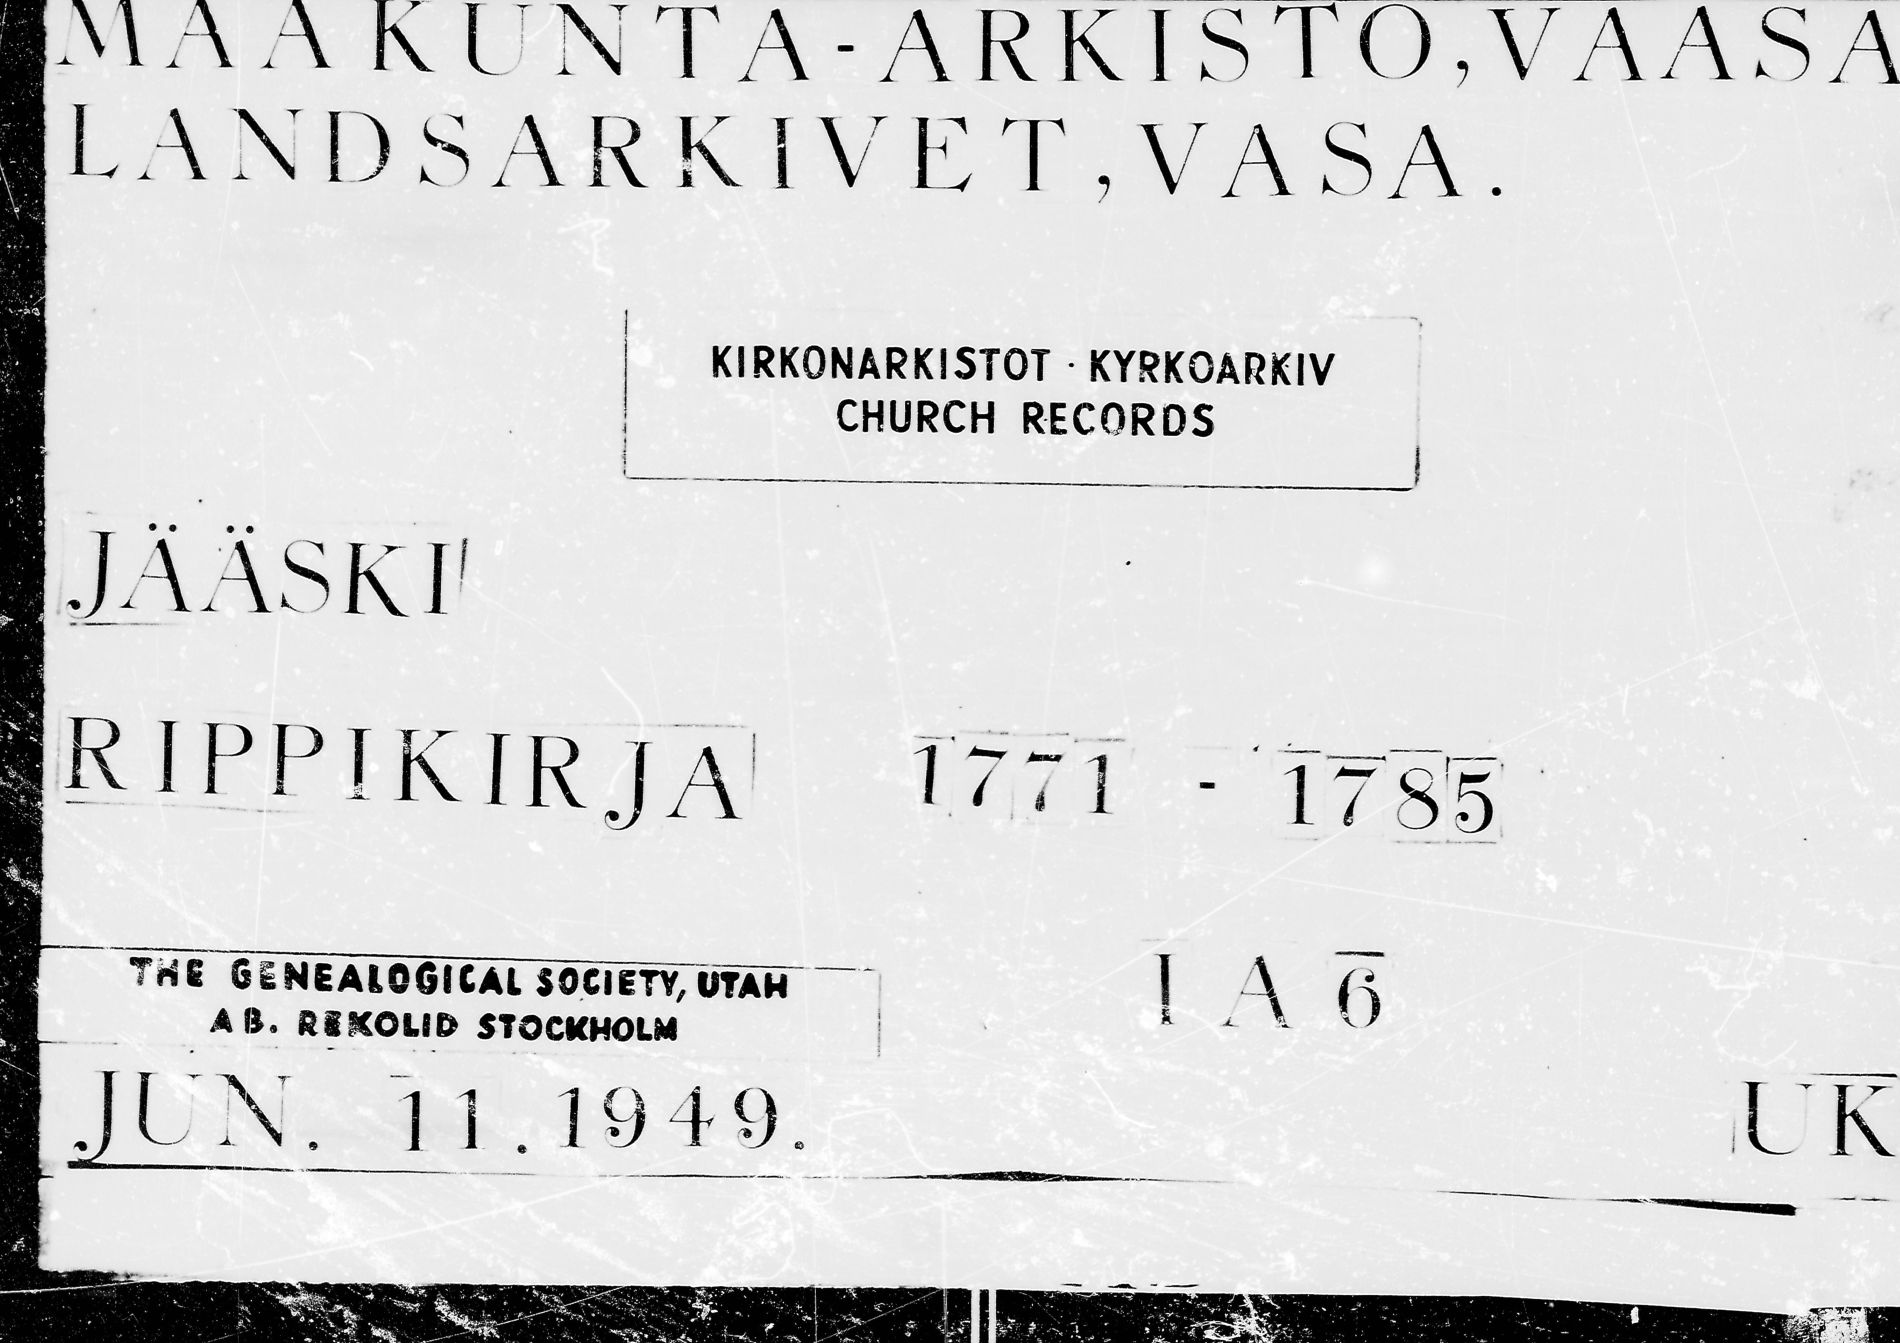 MAAKUNTA-ARKISTO, VAASA
LANDSARKIVET, VASA.
KIRKONARKISTOT · KYRKOARKIV
CHURCH RECORDS
JÄÄSKI
RIPPIKIRJA 1771 - 1785
I A 6
THE GENEALOGICAL SOCIETY, UTAH
AB. REKOLID STOCKHOLM
JUN. 11. 1949.
UK